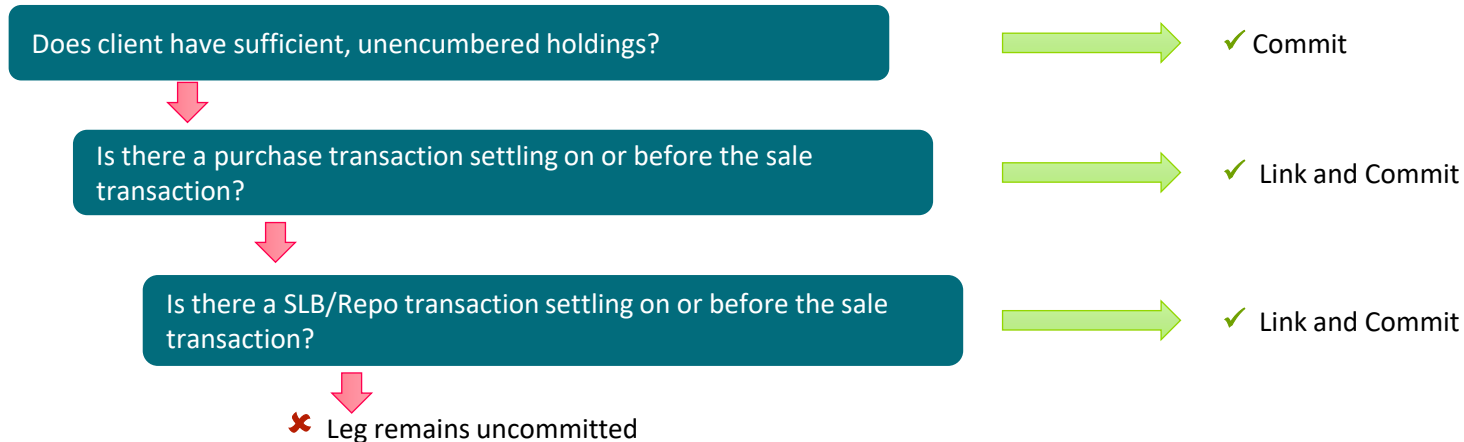 Does client have sufficient, unencumbered holdings?
✓ Commit
Is there a purchase transaction settling on or before the sale
transaction?
✓ Link and Commit
Is there a SLB/Repo transaction settling on or before the sale
transaction?
✓ Link and Commit
✘ Leg remains uncommitted